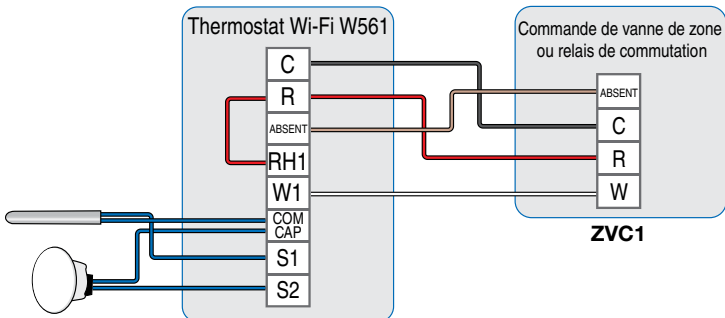 Thermostat Wi-Fi W561
C
R
ABSENT
RH1
W1
COM
CAP
S1
S2
Commande de vanne de zone
ou relais de commutation
ABSENT
C
R
W
ZVC1